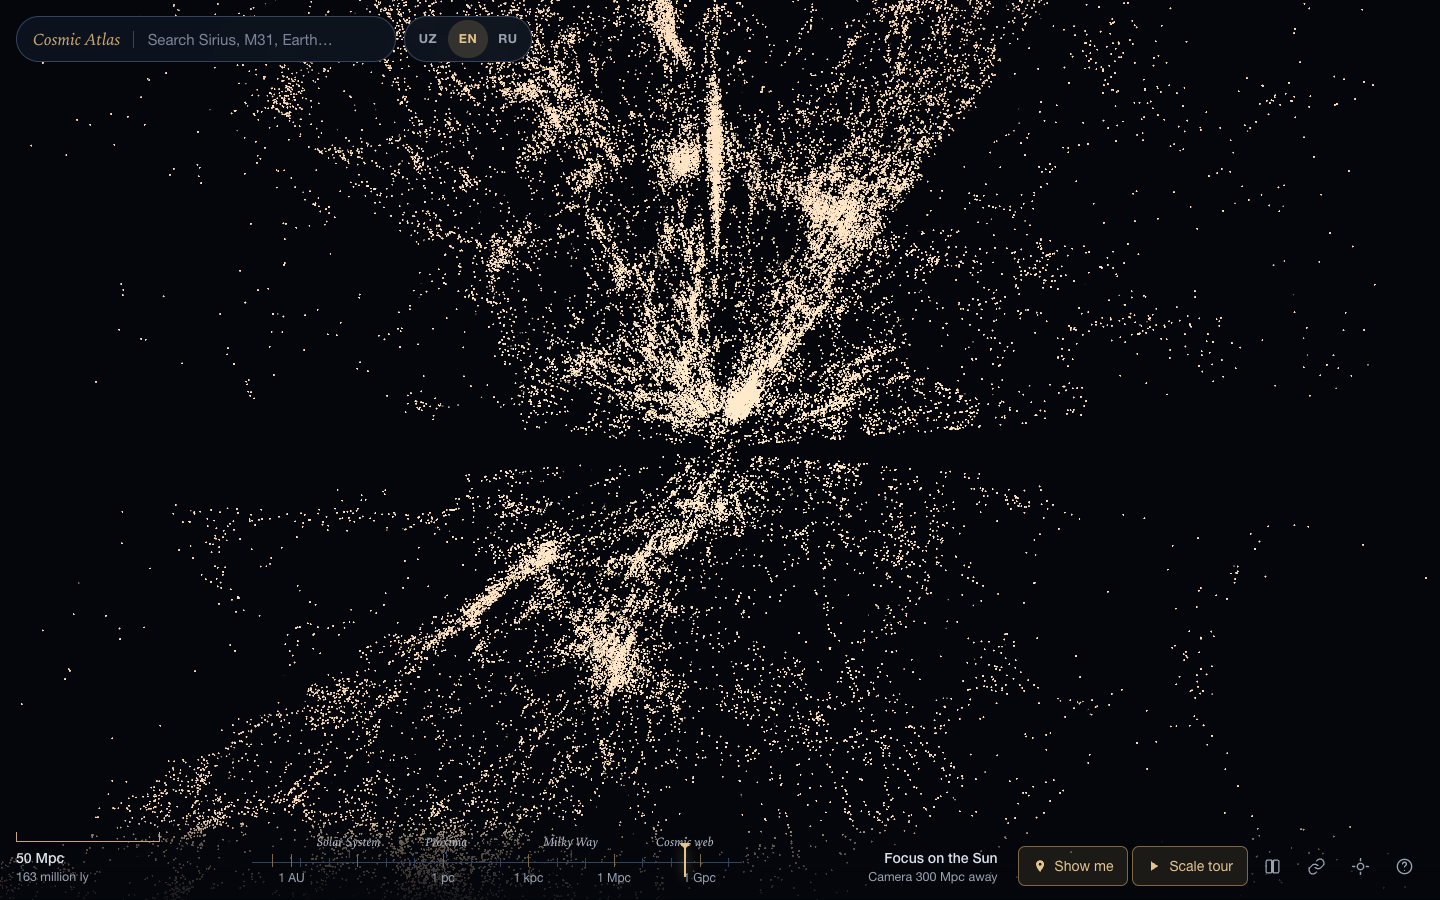 Cosmic Atlas
Search Sirius, M31, Earth…
UZ EN RU
50 Mpc
163 million ly
Solar System Proxima Milky Way Cosmic web
1 AU 1 pc 1 kpc 1 Mpc 1 Gpc
Focus on the Sun
Camera 300 Mpc away
Show me
Scale tour